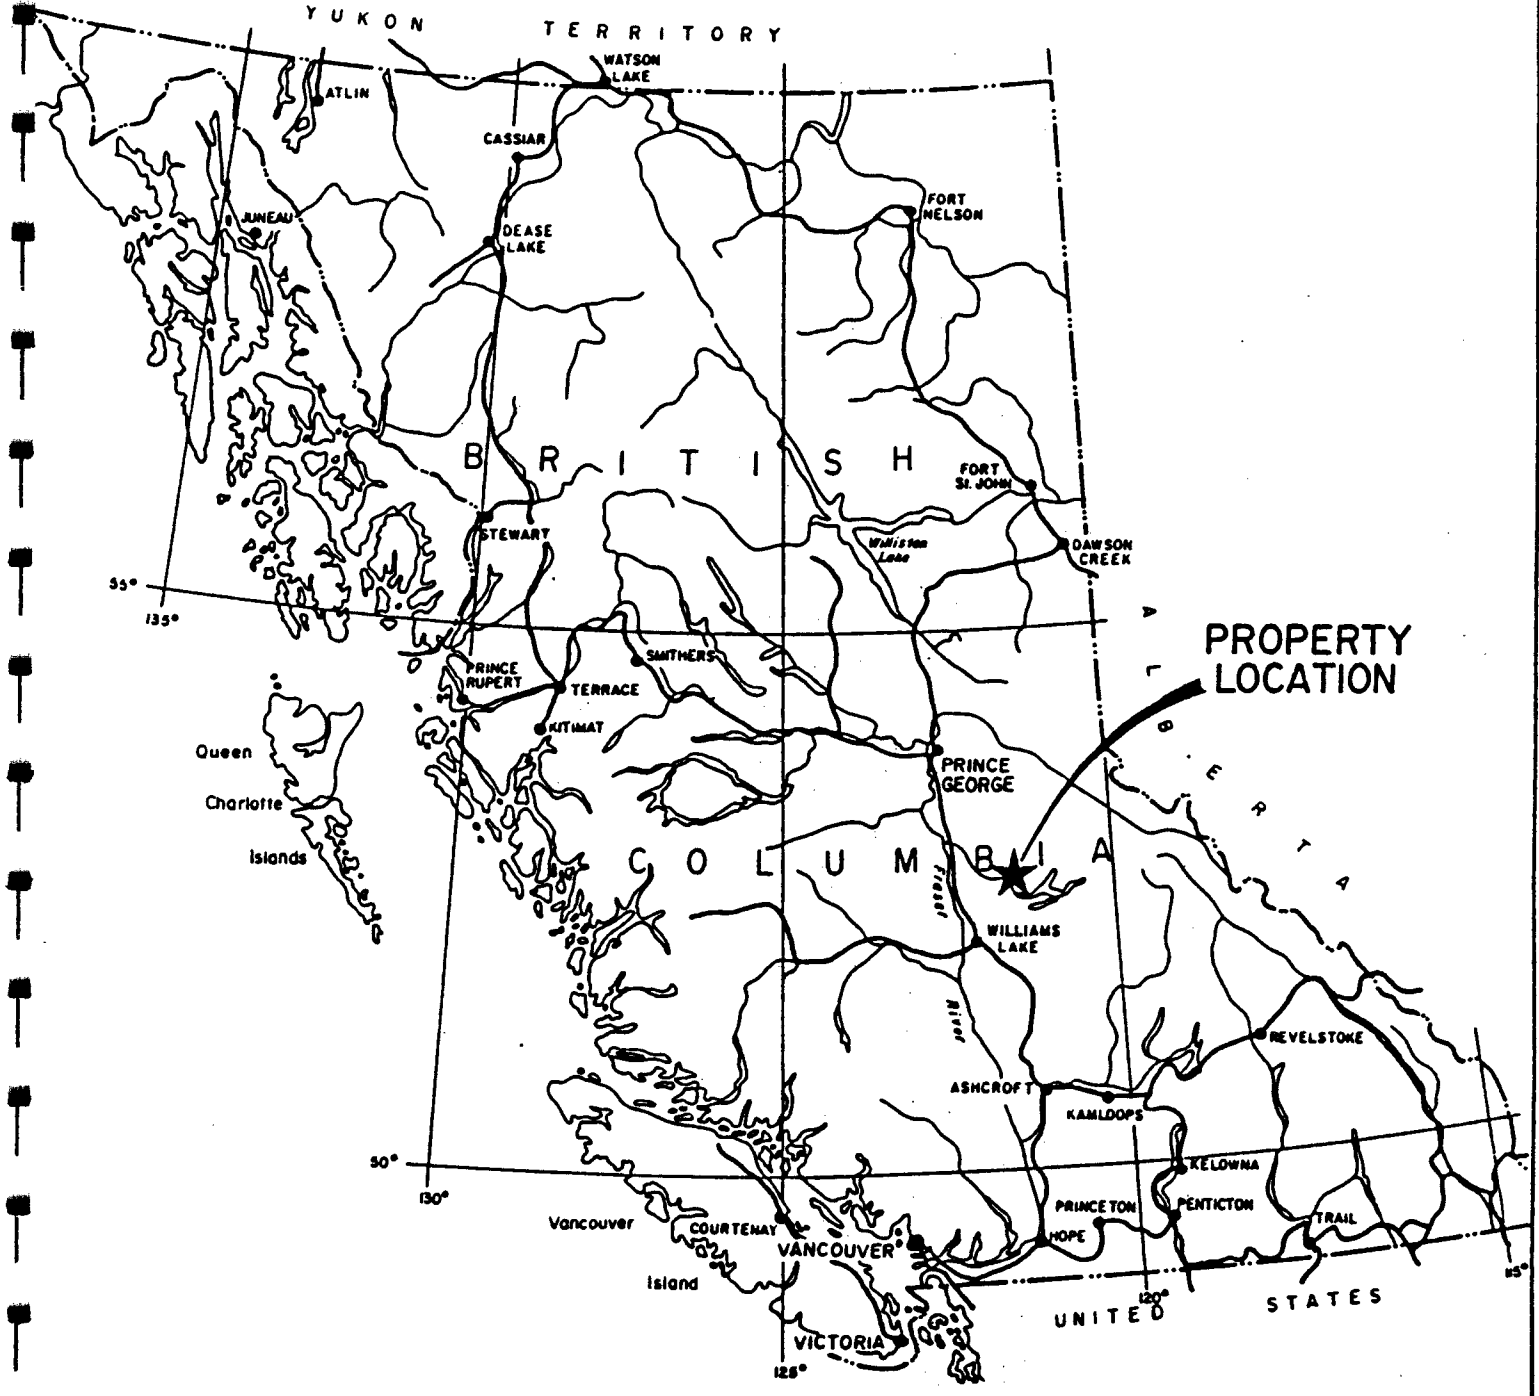 YUKON TERRITORY
WATSON
LAKE
ATLIN
CASSIAR
FORT
NELSON
JUNEAU
DEASE
LAKE
BRITISH
FORT
ST. JOHN
STEWART
Williston
Lake
DAWSON
CREEK
55°
135°
ALBERTA
PROPERTY
LOCATION
SMITHERS
PRINCE
RUPERT
TERRACE
KITIMAT
Queen
Charlotte
Islands
PRINCE
GEORGE
COLUMBIA
Fraser
River
WILLIAMS
LAKE
REVELSTOKE
ASHCROFT
KAMLOOPS
50°
130°
KELOWNA
PRINCETON
PENTICTON
Vancouver
Island
COURTENAY
VANCOUVER
HOPE
TRAIL
115°
120°
UNITED STATES
VICTORIA
125°